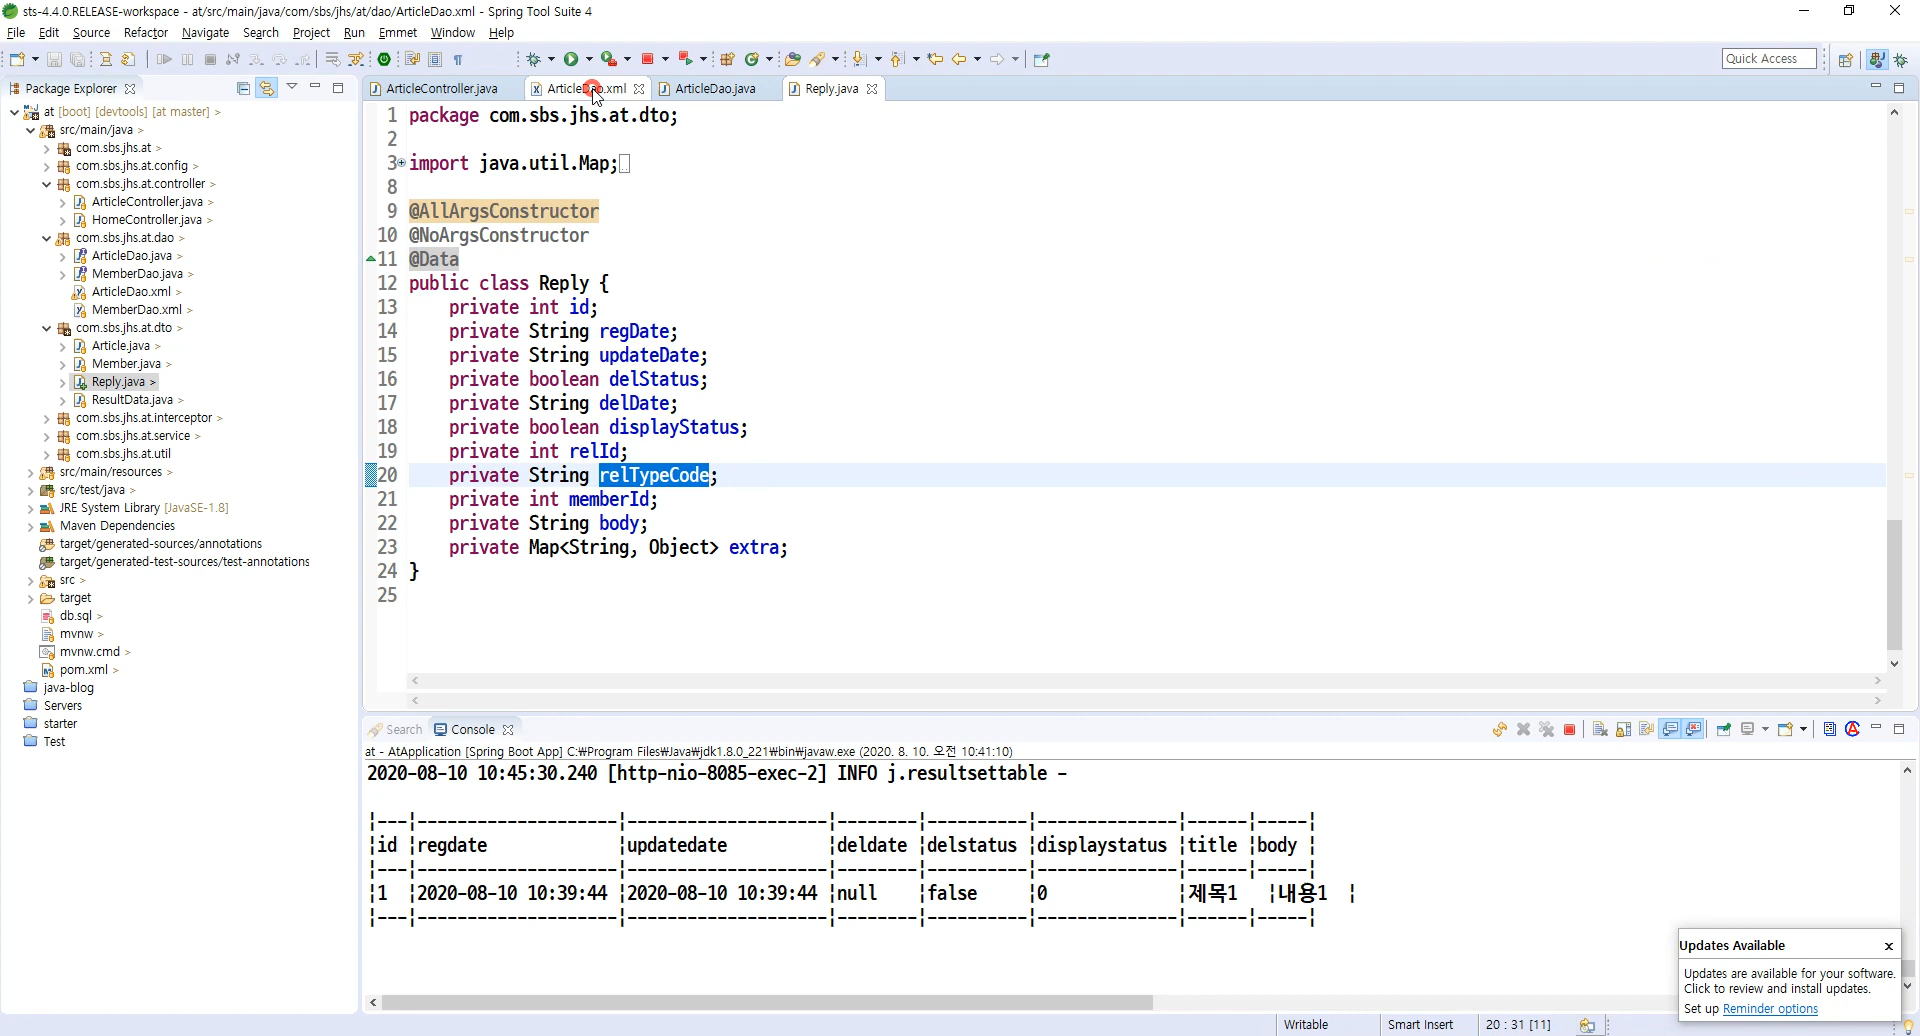 sts-4.4.0.RELEASE-workspace - at/src/main/java/com/sbs/jhs/at/dao/ArticleDao.xml - Spring Tool Suite 4
File Edit Source Refactor Navigate Search Project Run Emmet Window Help
Quick Access
Package Explorer
ArticleController.java
ArticleDao.xml
ArticleDao.java
Reply.java
at [boot] [devtools] [at master] >
src/main/java >
com.sbs.jhs.at >
com.sbs.jhs.at.config >
com.sbs.jhs.at.controller >
ArticleController.java >
HomeController.java >
com.sbs.jhs.at.dao >
ArticleDao.java >
MemberDao.java >
ArticleDao.xml >
MemberDao.xml >
com.sbs.jhs.at.dto >
Article.java >
Member.java >
Reply.java >
ResultData.java >
com.sbs.jhs.at.interceptor >
com.sbs.jhs.at.service >
com.sbs.jhs.at.util
src/main/resources >
src/test/java >
JRE System Library [JavaSE-1.8]
Maven Dependencies
target/generated-sources/annotations
target/generated-test-sources/test-annotations
src >
target
db.sql >
mvnw >
mvnw.cmd >
pom.xml >
java-blog
Servers
starter
Test
1 package com.sbs.jhs.at.dto;
2
3 import java.util.Map;
8
9 @AllArgsConstructor
10 @NoArgsConstructor
11 @Data
12 public class Reply {
13 private int id;
14 private String regDate;
15 private String updateDate;
16 private boolean delStatus;
17 private String delDate;
18 private boolean displayStatus;
19 private int relId;
20 private String relTypeCode;
21 private int memberId;
22 private String body;
23 private Map<String, Object> extra;
24 }
25
Search Console
at - AtApplication [Spring Boot App] C:₩Program Files₩Java₩jdk1.8.0_221₩bin₩javaw.exe (2020. 8. 10. 오전 10:41:10)
2020-08-10 10:45:30.240 [http-nio-8085-exec-2] INFO j.resultsettable -
|---|--------------------|--------------------|--------|----------|--------------|------|-----|
|id |regdate |updatedate |deldate |delstatus |displaystatus |title |body |
|---|--------------------|--------------------|--------|----------|--------------|------|-----|
|1 |2020-08-10 10:39:44 |2020-08-10 10:39:44 |null |false |0 |제목1 |내용1 |
|---|--------------------|--------------------|--------|----------|--------------|------|-----|
Updates Available
Updates are available for your software.
Click to review and install updates.
Set up Reminder options
Writable
Smart Insert
20 : 31 [11]